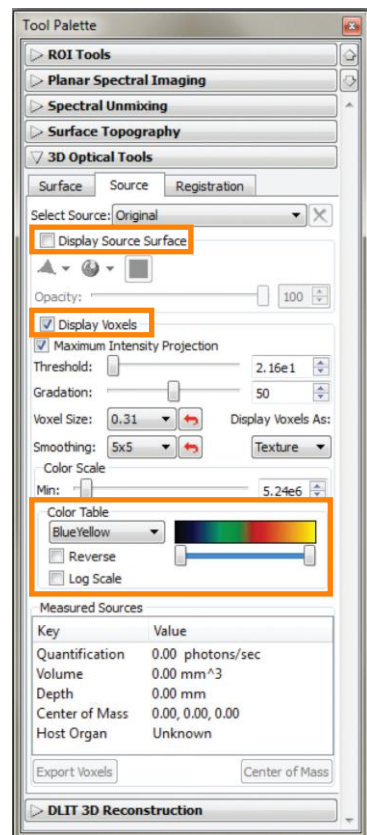 Tool Palette
ROI Tools
Planar Spectral Imaging
Spectral Unmixing
Surface Topography
3D Optical Tools
Surface Source Registration
Select Source: Original
Display Source Surface
Opacity: 100
Display Voxels
Maximum Intensity Projection
Threshold: 2.16e1
Gradation: 50
Voxel Size: 0.31 Display Voxels As:
Smoothing: 5x5 Texture
Color Scale
Min: 5.24e6
Color Table
BlueYellow
Reverse
Log Scale
Measured Sources
Key Value
Quantification 0.00 photons/sec
Volume 0.00 mm^3
Depth 0.00 mm
Center of Mass 0.00, 0.00, 0.00
Host Organ Unknown
Export Voxels Center of Mass
DLIT 3D Reconstruction